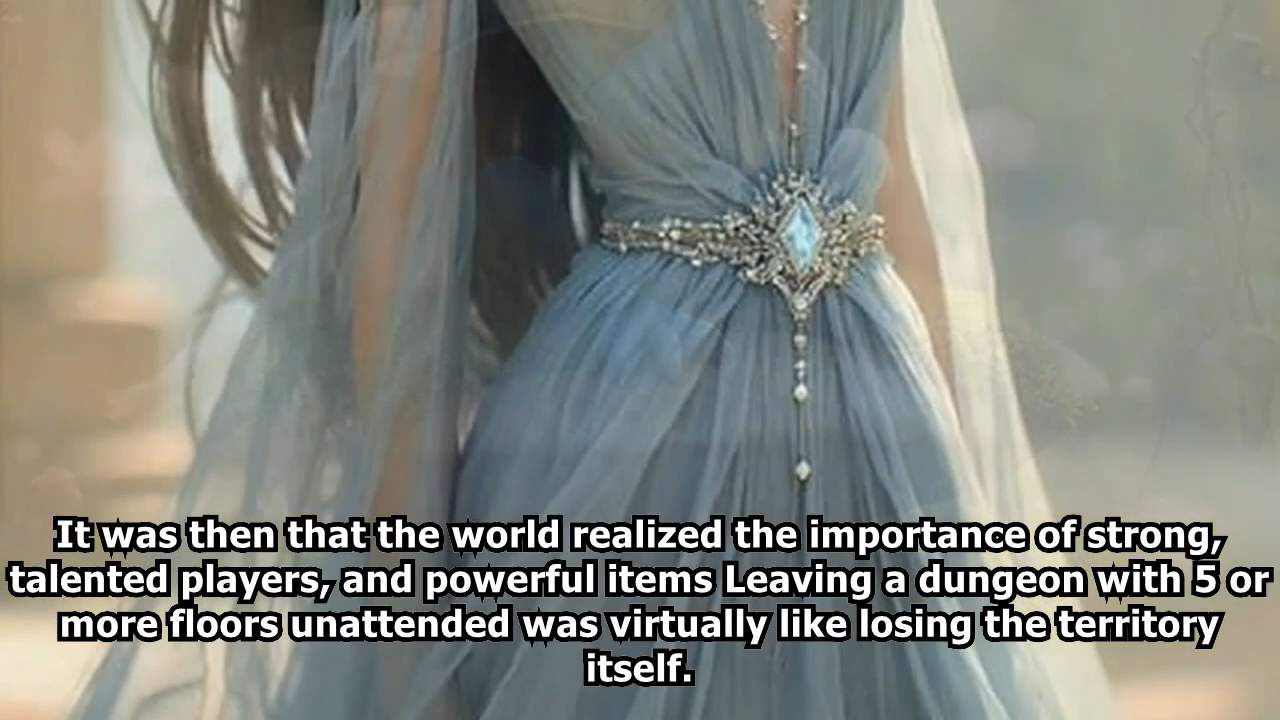 It was then that the world realized the importance of strong,
talented players, and powerful items Leaving a dungeon with 5 or
more floors unattended was virtually like losing the territory
itself.